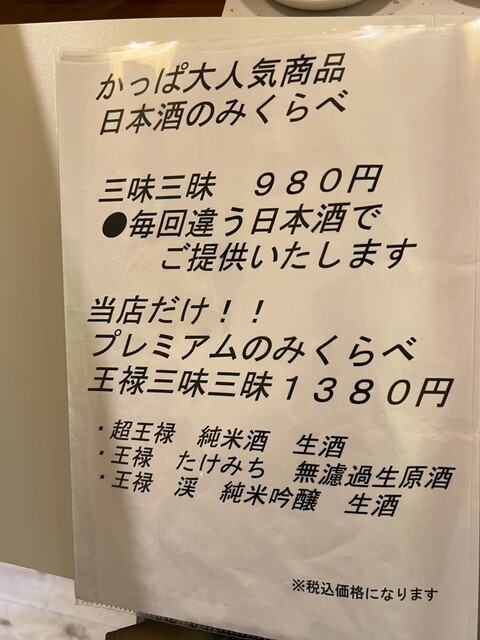 かっぱ大人気商品
日本酒のみくらべ
三味三昧　９８０円
●毎回違う日本酒で
ご提供いたします
当店だけ！！
プレミアムのみくらべ
王禄三味三昧１３８０円
・超王禄　純米酒　生酒
・王禄　たけみち　無濾過生原酒
・王禄　渓　純米吟醸　生酒
※税込価格になります